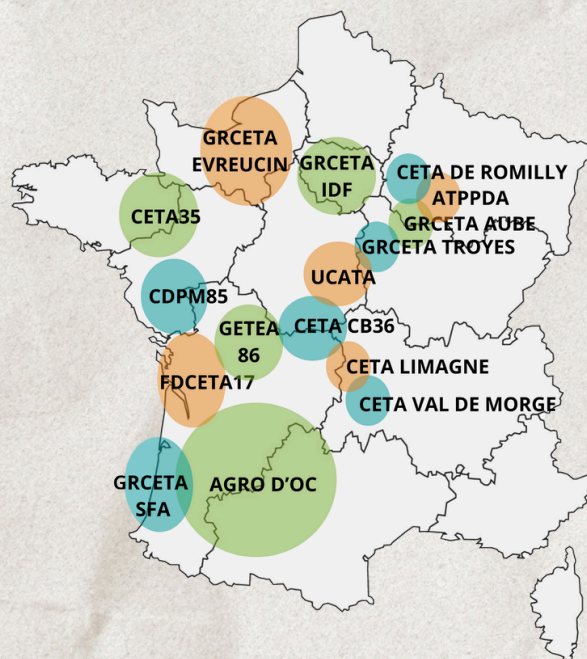 GRCETA
EVREUCIN
GRCETA
IDF
CETA DE ROMILLY
ATPPDA
GRCETA AUBE
GRCETA TROYES
CETA35
UCATA
CDPM85
GETEA
86
CETA CB36
CETA LIMAGNE
FDCETA17
CETA VAL DE MORGE
GRCETA
SFA
AGRO D'OC